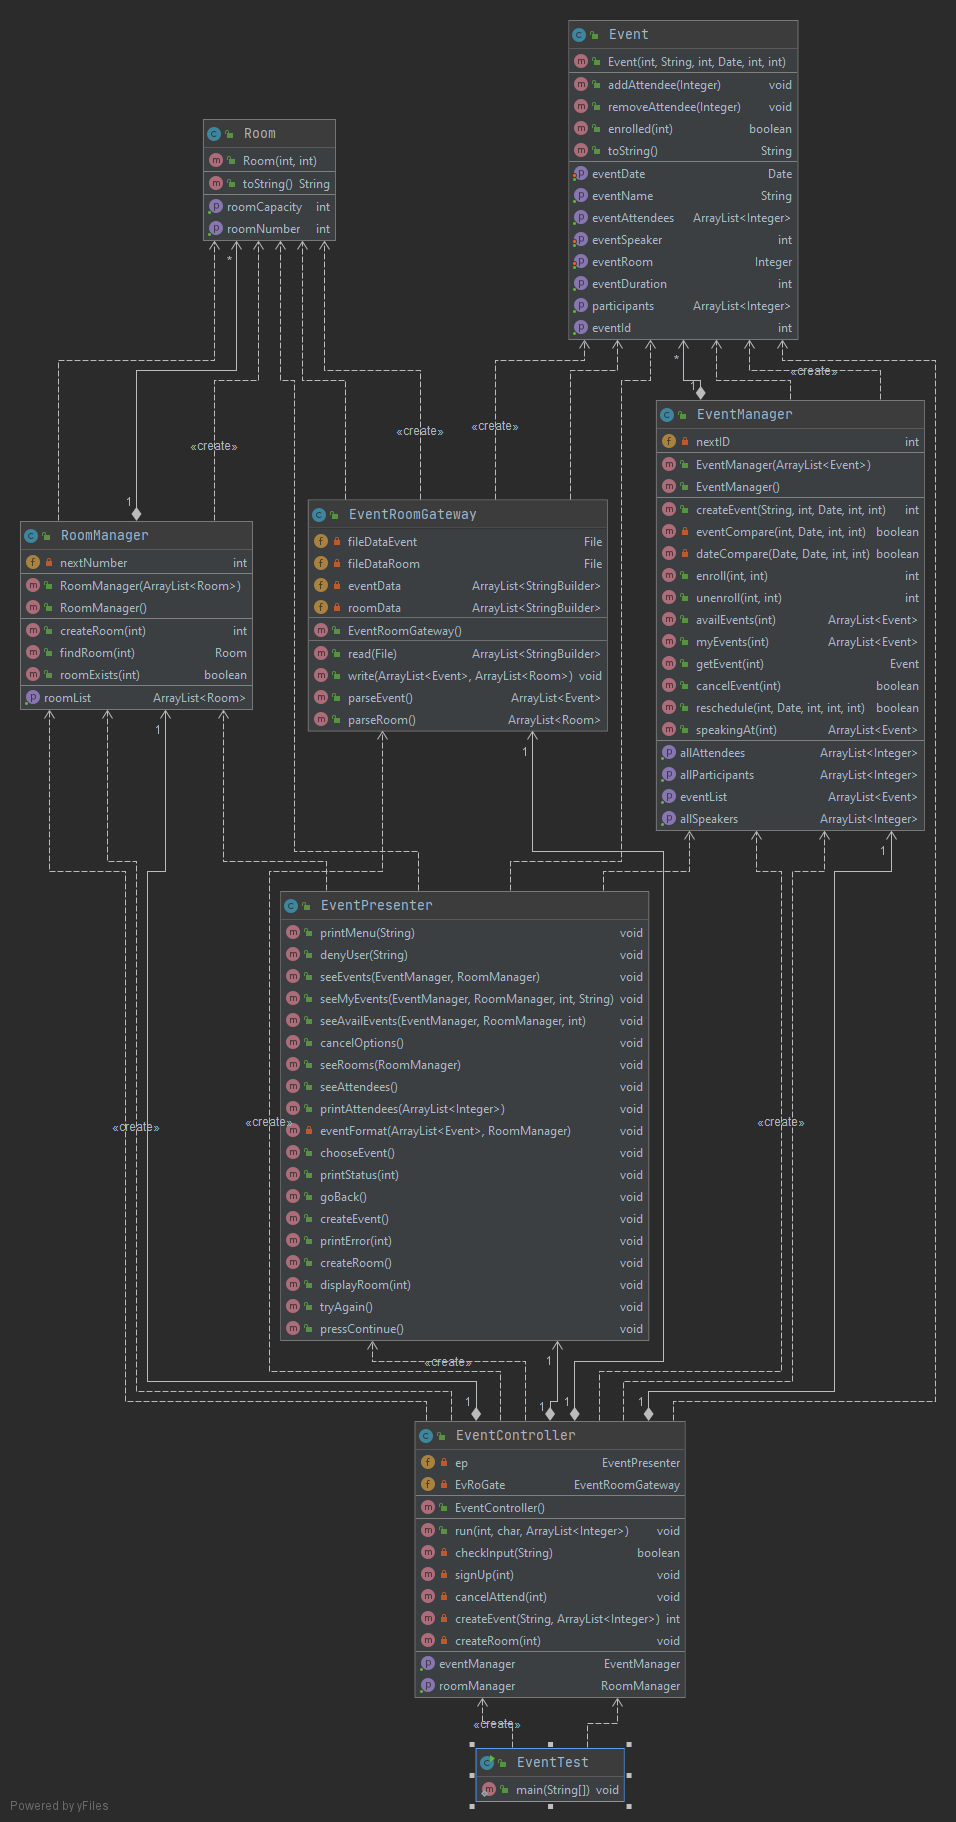 Event
Event(int, String, int, Date, int, int)
addAttendee(Integer) void
removeAttendee(Integer) void
enrolled(int) boolean
toString() String
eventDate Date
eventName String
eventAttendees ArrayList<Integer>
eventSpeaker int
eventRoom Integer
eventDuration int
participants ArrayList<Integer>
eventId int
Room
Room(int, int)
toString() String
roomCapacity int
roomNumber int
*
*
1
«create»
«create»
«create»
«create»
EventManager
nextID int
EventManager(ArrayList<Event>)
EventManager()
createEvent(String, int, Date, int, int) int
eventCompare(int, Date, int, int) boolean
dateCompare(Date, Date, int, int) boolean
enroll(int, int) int
unenroll(int, int) int
availEvents(int) ArrayList<Event>
myEvents(int) ArrayList<Event>
getEvent(int) Event
cancelEvent(int) boolean
reschedule(int, Date, int, int, int) boolean
speakingAt(int) ArrayList<Event>
allAttendees ArrayList<Integer>
allParticipants ArrayList<Integer>
eventList ArrayList<Event>
allSpeakers ArrayList<Integer>
1
EventRoomGateway
fileDataEvent File
fileDataRoom File
eventData ArrayList<StringBuilder>
roomData ArrayList<StringBuilder>
EventRoomGateway()
read(File) ArrayList<StringBuilder>
write(ArrayList<Event>, ArrayList<Room>) void
parseEvent() ArrayList<Event>
parseRoom() ArrayList<Room>
RoomManager
nextNumber int
RoomManager(ArrayList<Room>)
RoomManager()
createRoom(int) int
findRoom(int) Room
roomExists(int) boolean
roomList ArrayList<Room>
1
1
1
EventPresenter
printMenu(String) void
denyUser(String) void
seeEvents(EventManager, RoomManager) void
seeMyEvents(EventManager, RoomManager, int, String) void
seeAvailEvents(EventManager, RoomManager, int) void
cancelOptions() void
seeRooms(RoomManager) void
seeAttendees() void
printAttendees(ArrayList<Integer>) void
eventFormat(ArrayList<Event>, RoomManager) void
chooseEvent() void
printStatus(int) void
goBack() void
createEvent() void
printError(int) void
createRoom() void
displayRoom(int) void
tryAgain() void
pressContinue() void
«create»
«create»
«create»
«create»
1
1
1
1
1
EventController
ep EventPresenter
EvRoGate EventRoomGateway
EventController()
run(int, char, ArrayList<Integer>) void
checkInput(String) boolean
signUp(int) void
cancelAttend(int) void
createEvent(String, ArrayList<Integer>) int
createRoom(int) void
eventManager EventManager
roomManager RoomManager
«create»
EventTest
main(String[]) void
Powered by yFiles